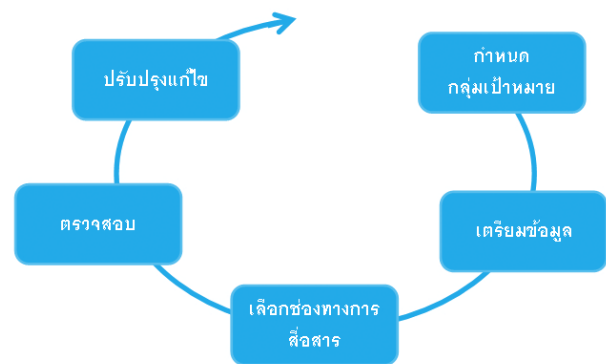 กำหนด
กลุ่มเป้าหมาย
เตรียมข้อมูล
เลือกช่องทางการ
สื่อสาร
ตรวจสอบ
ปรับปรุงแก้ไข